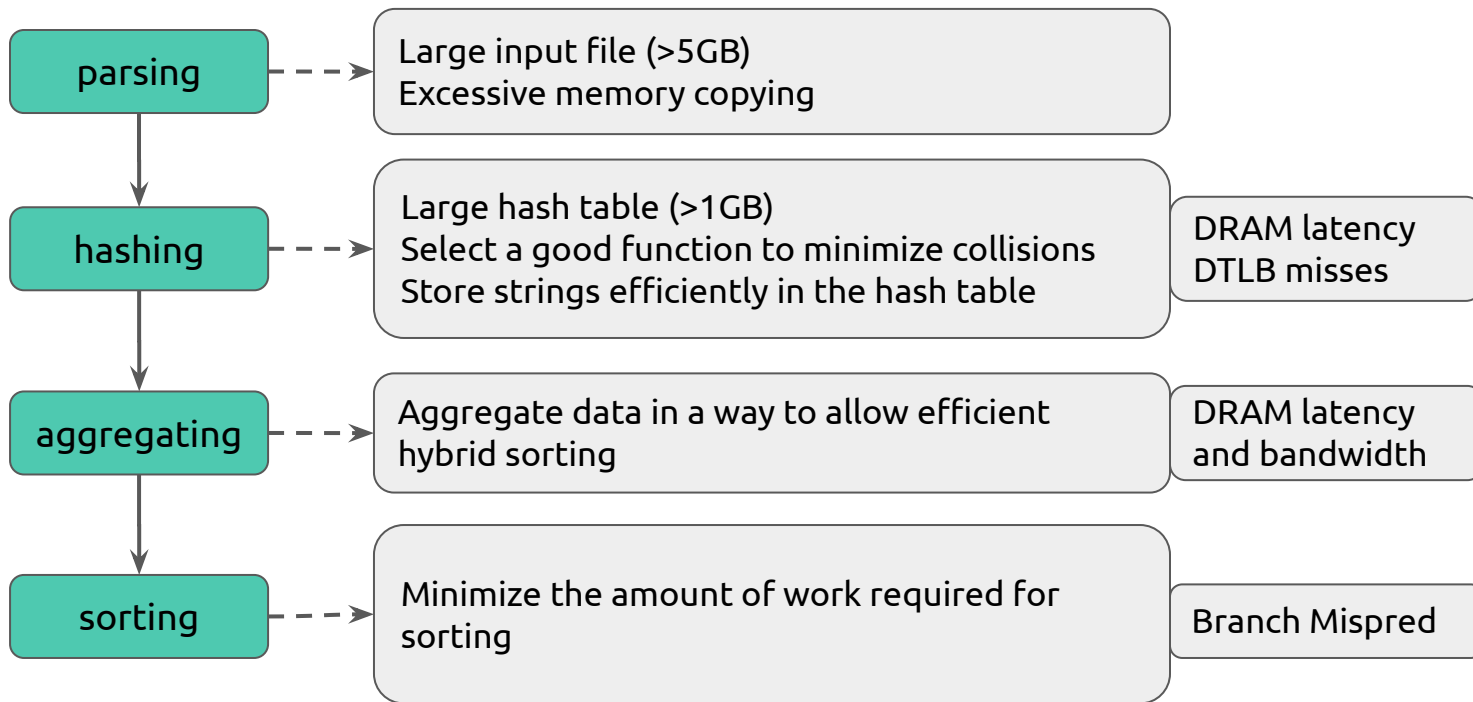 parsing
Large input file (>5GB)
Excessive memory copying
hashing
Large hash table (>1GB)
Select a good function to minimize collisions
Store strings efficiently in the hash table
DRAM latency
DTLB misses
aggregating
Aggregate data in a way to allow efficient
hybrid sorting
DRAM latency
and bandwidth
sorting
Minimize the amount of work required for
sorting
Branch Mispred